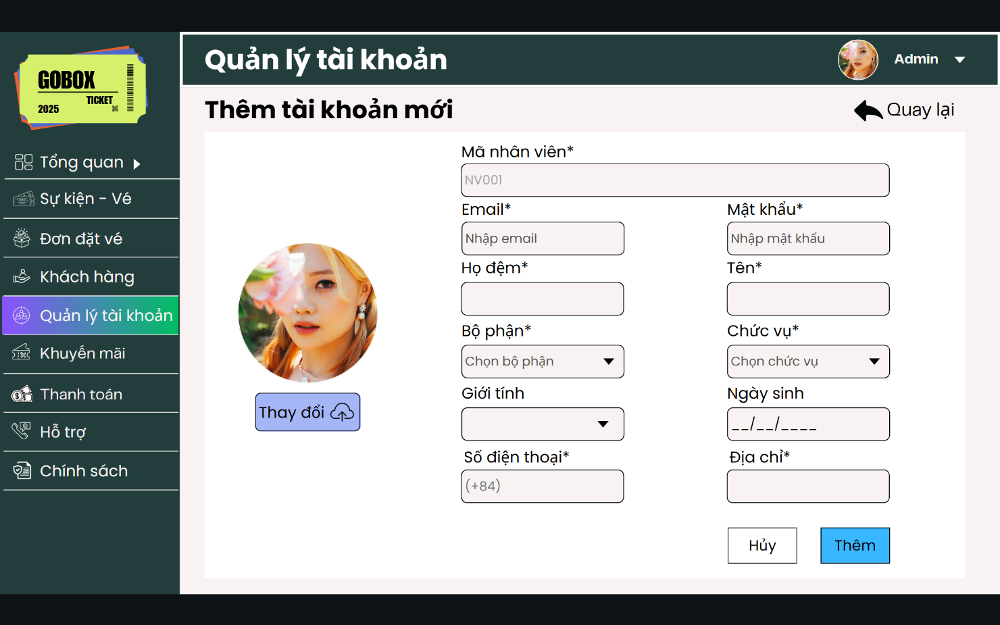 GOBOX
TICKET
2025
Quản lý tài khoản
Admin
Thêm tài khoản mới
Quay lại
Tổng quan
Sự kiện - Vé
Đơn đặt vé
Khách hàng
Quản lý tài khoản
Khuyến mãi
Thanh toán
Hỗ trợ
Chính sách
Thay đổi
Mã nhân viên*
NV001
Email*
Mật khẩu*
Nhập email
Nhập mật khẩu
Họ đệm*
Tên*
Bộ phận*
Chức vụ*
Chọn bộ phận
Chọn chức vụ
Giới tính
Ngày sinh
__/__/____
Số điện thoại*
Địa chỉ*
(+84)
Hủy
Thêm